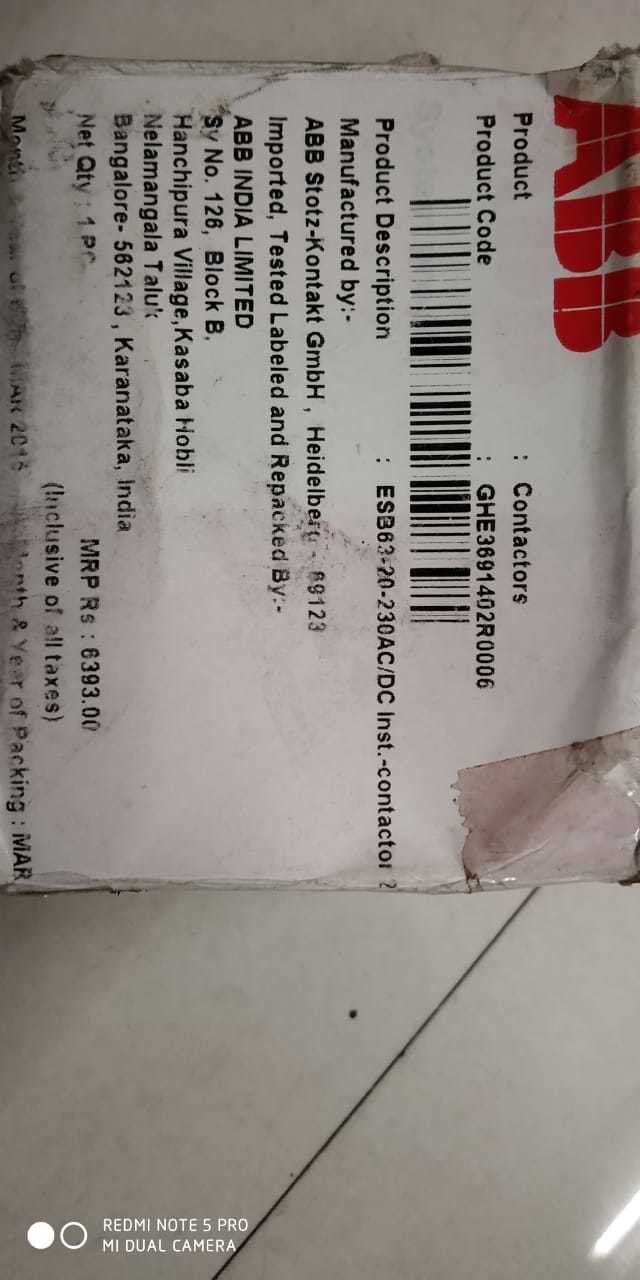 ABB
Product : Contactors
Product Code : GHE3691402R0006
Product Description : ESB63-20-230AC/DC Inst.-contactor 2
Manufactured by:-
ABB Stotz-Kontakt GmbH , Heidelberg - 69123
Imported, Tested Labeled and Repacked By:-
ABB INDIA LIMITED
Sy No. 126, Block B,
Hanchipura Village,Kasaba Hobli
Nelamangala Taluk
Bangalore- 562123 , Karanataka, India
Net Qty : 1 PC
MRP Rs : 6393.00
(Inclusive of all taxes)
Month & Year of Packing : MAR
REDMI NOTE 5 PRO
MI DUAL CAMERA